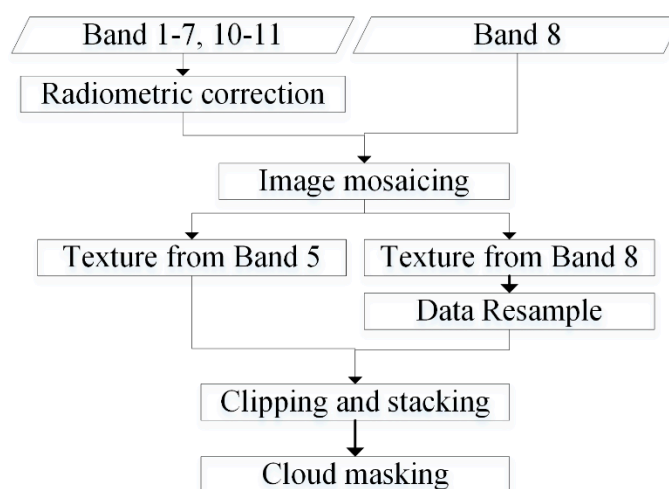 Band 1-7, 10-11
Band 8
Radiometric correction
Image mosaicing
Texture from Band 5
Texture from Band 8
Data Resample
Clipping and stacking
Cloud masking